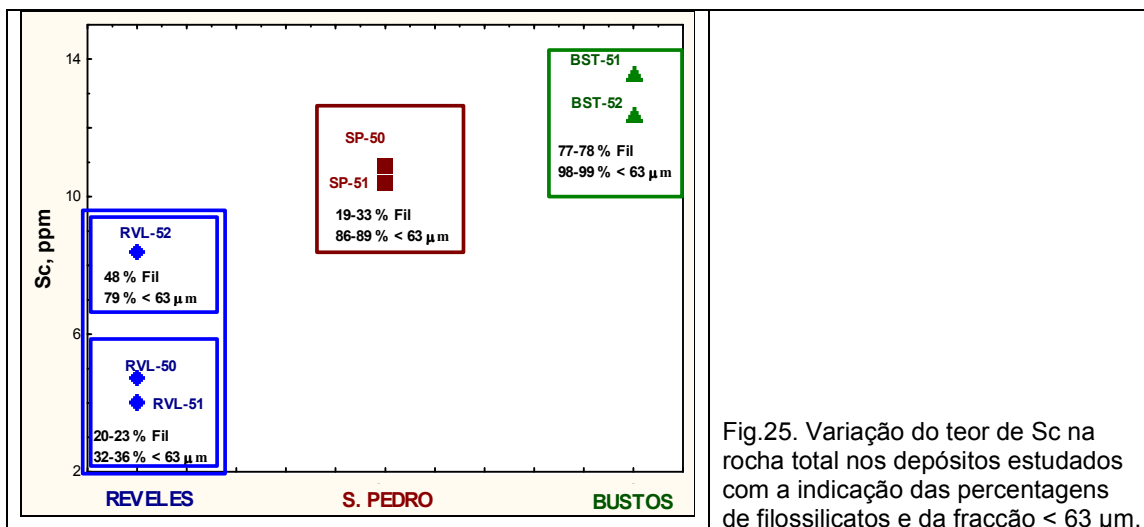 14
10
6
2
Sc, ppm
BST-51
BST-52
77-78 % Fil
98-99 % < 63 μm
SP-50
SP-51
19-33 % Fil
86-89 % < 63 μm
RVL-52
48 % Fil
79 % < 63 μm
RVL-50
RVL-51
20-23 % Fil
32-36 % < 63 μm
REVELES
S. PEDRO
BUSTOS
Fig.25. Variação do teor de Sc na
rocha total nos depósitos estudados
com a indicação das percentagens
de filossilicatos e da fracção < 63 μm.